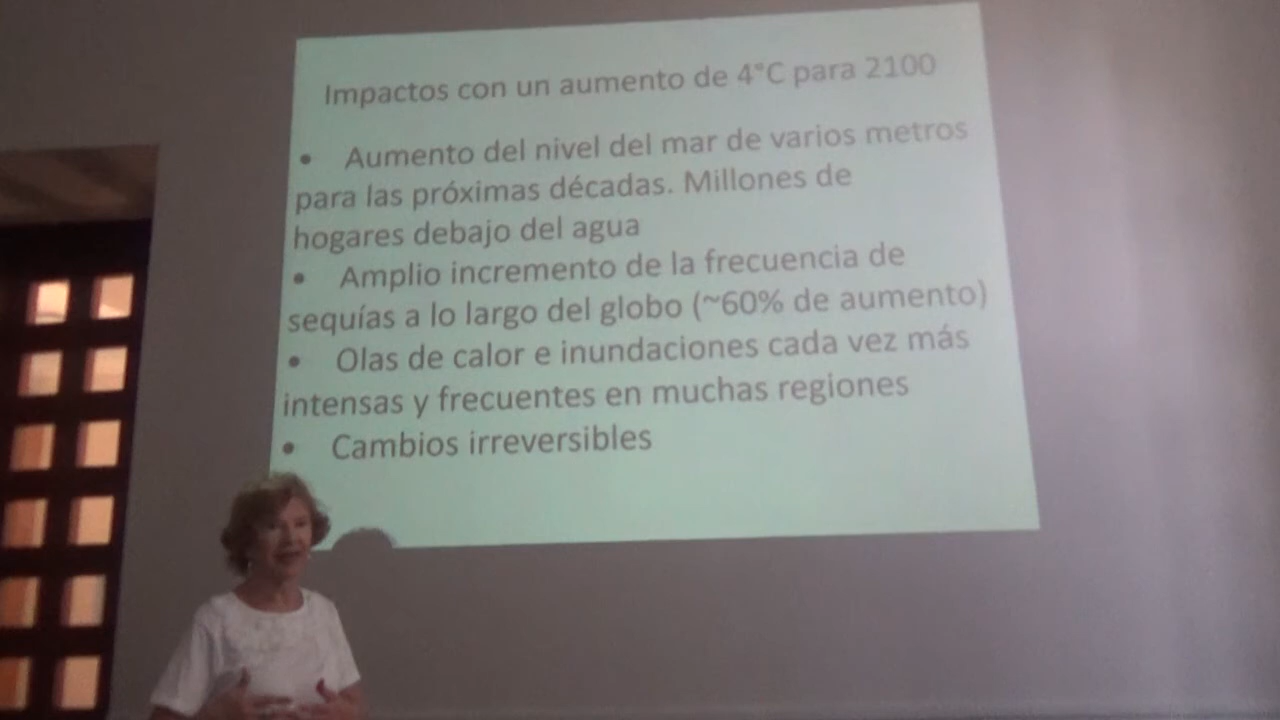 Impactos con un aumento de 4°C para 2100
• Aumento del nivel del mar de varios metros
para las próximas décadas. Millones de
hogares debajo del agua
• Amplio incremento de la frecuencia de
sequías a lo largo del globo (~60% de aumento)
• Olas de calor e inundaciones cada vez más
intensas y frecuentes en muchas regiones
• Cambios irreversibles